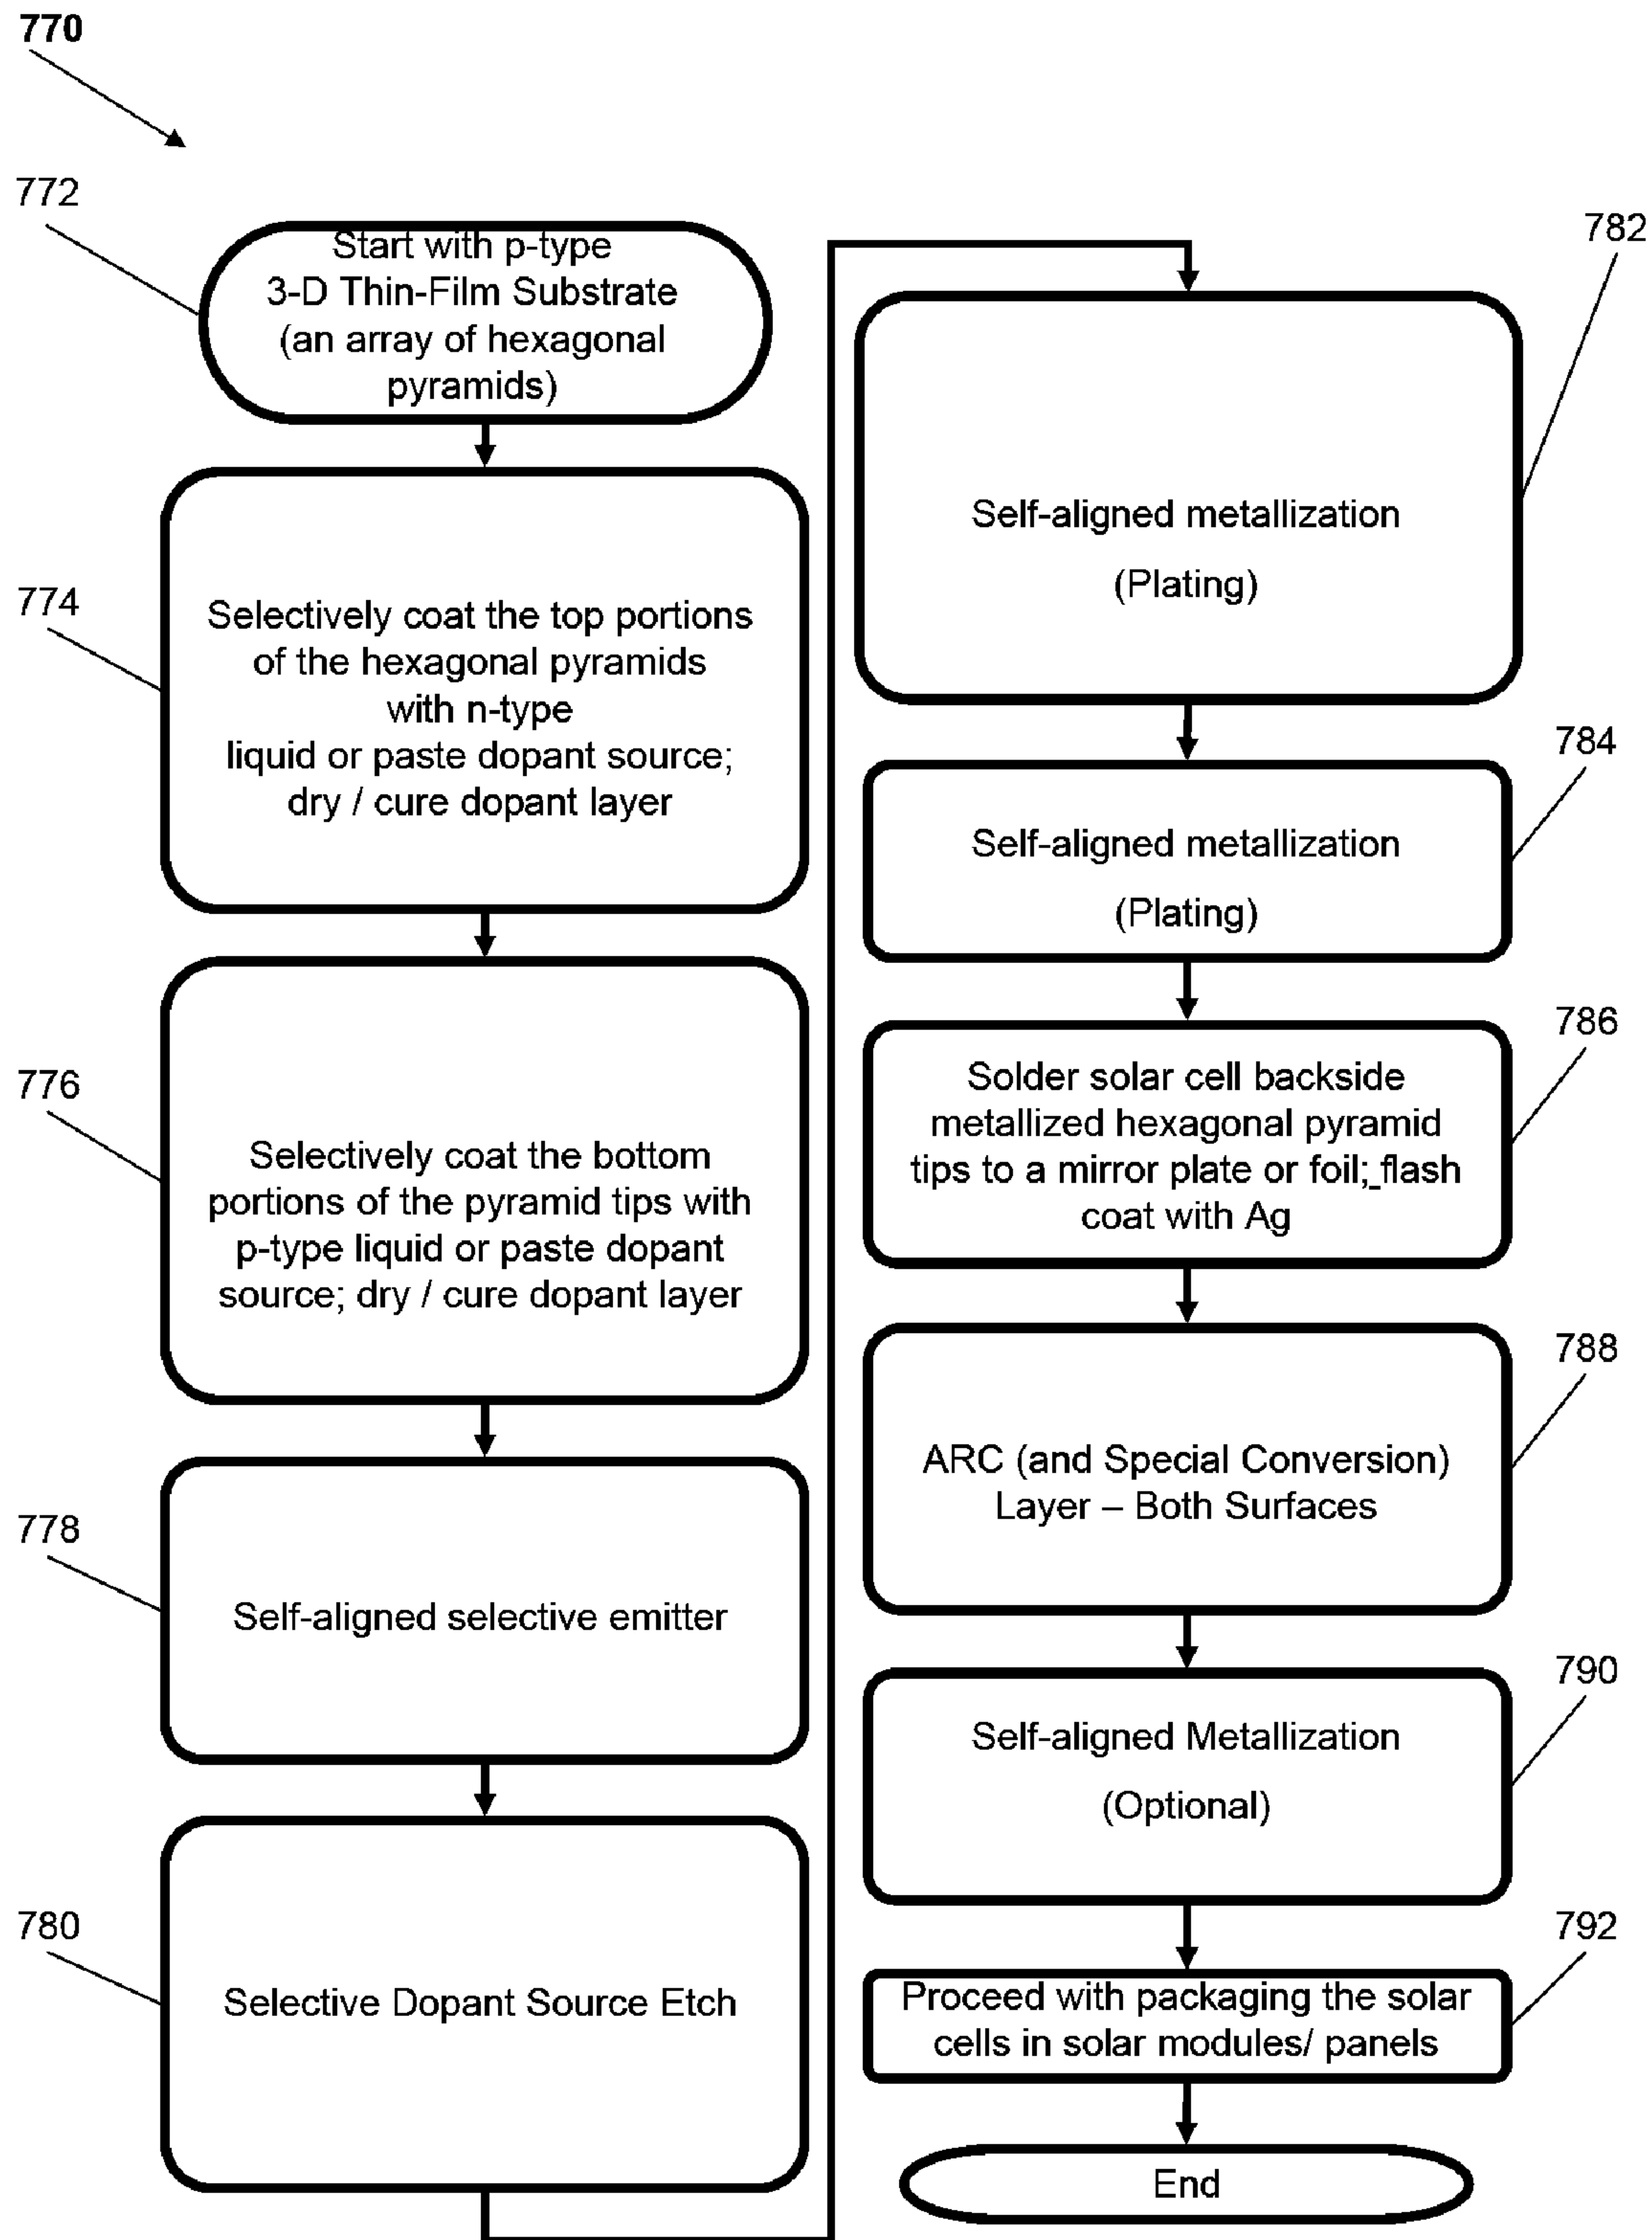 770
772
Start with p-type
3-D Thin-Film Substrate
(an array of hexagonal
pyramids)
774
Selectively coat the top portions
of the hexagonal pyramids
with n-type
liquid or paste dopant source;
dry / cure dopant layer
776
Selectively coat the bottom
portions of the pyramid tips with
p-type liquid or paste dopant
source; dry / cure dopant layer
778
Self-aligned selective emitter
780
Selective Dopant Source Etch
782
Self-aligned metallization
(Plating)
784
Self-aligned metallization
(Plating)
786
Solder solar cell backside
metallized hexagonal pyramid
tips to a mirror plate or foil; flash
coat with Ag
788
ARC (and Special Conversion)
Layer – Both Surfaces
790
Self-aligned Metallization
(Optional)
792
Proceed with packaging the solar
cells in solar modules/ panels
End